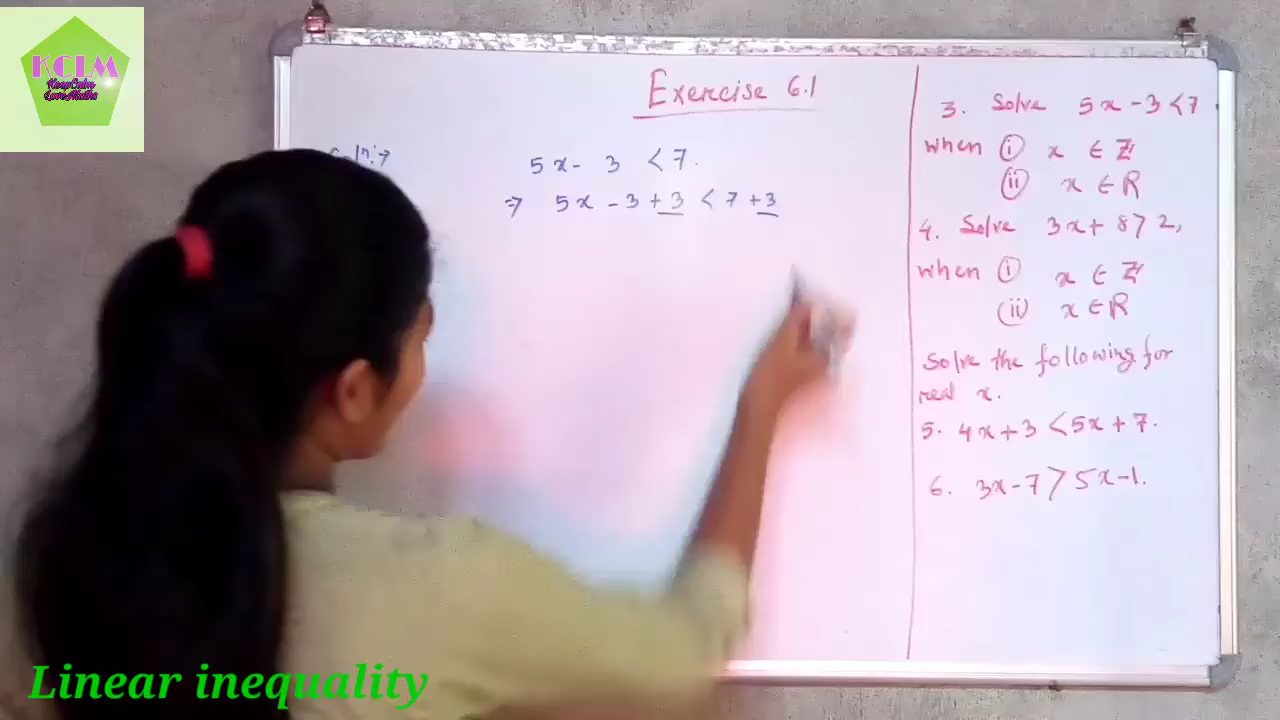 KCLM
KeepCalm
LoveMaths
Exercise 6.1
5x - 3 < 7.
⇒ 5x - 3 + 3 < 7 + 3
3. Solve 5x - 3 < 7
when (i) x ∈ ℤ
(ii) x ∈ ℝ
4. Solve 3x + 8 > 2,
when (i) x ∈ ℤ
(ii) x ∈ ℝ
Solve the following for
real x.
5. 4x + 3 < 5x + 7.
6. 3x - 7 > 5x - 1.
Linear inequality